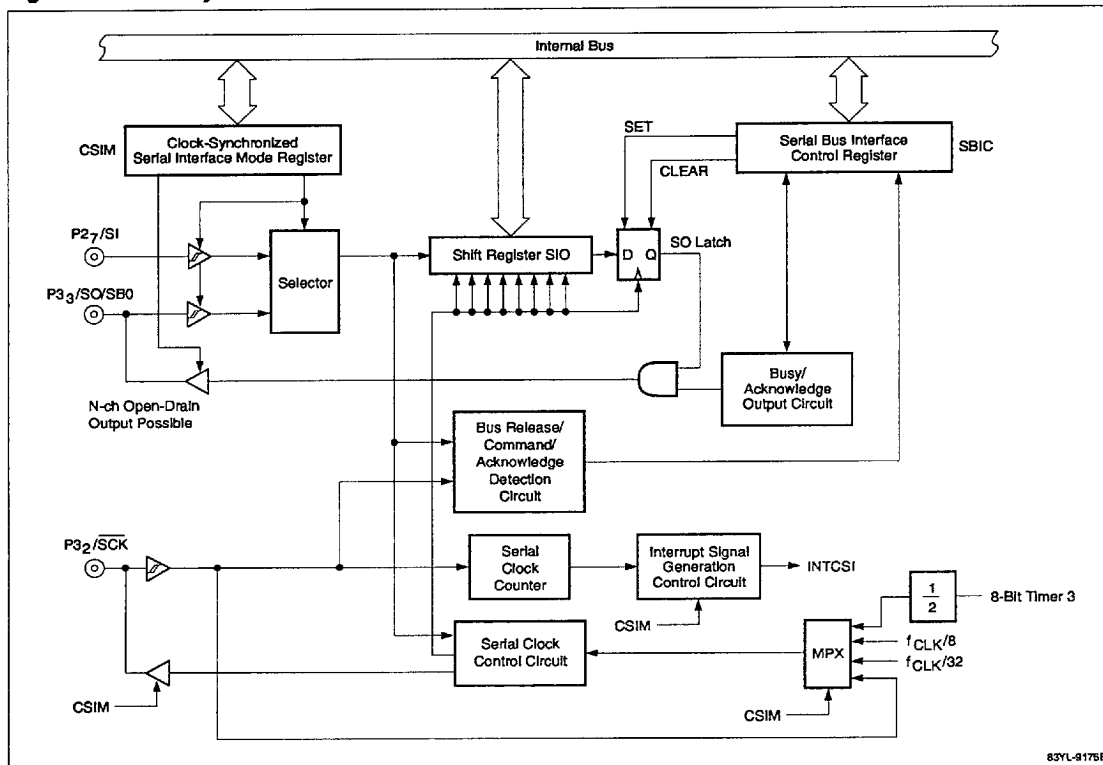 Internal Bus
CSIM
Clock-Synchronized
Serial Interface Mode Register
SET
CLEAR
Serial Bus Interface
Control Register
SBIC
P27/SI
P33/SO/SB0
Selector
Shift Register SIO
D Q
SO Latch
N-ch Open-Drain
Output Possible
Busy/
Acknowledge
Output Circuit
Bus Release/
Command/
Acknowledge
Detection
Circuit
P32/SCK
Serial
Clock
Counter
Interrupt Signal
Generation
Control Circuit
INTCSI
CSIM
1/2
8-Bit Timer 3
Serial Clock
Control Circuit
MPX
fCLK/8
fCLK/32
CSIM
CSIM
83YL-9175B